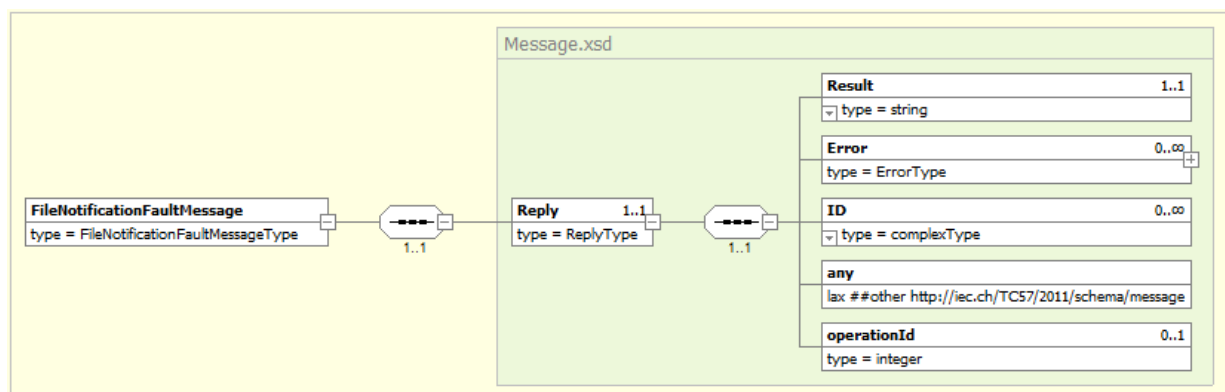 Message.xsd
Result 1..1
type = string
Error 0..∞
type = ErrorType
FileNotificationFaultMessage
type = FileNotificationFaultMessageType
1..1
Reply 1..1
type = ReplyType
1..1
ID 0..∞
type = complexType
any
lax ##other http://iec.ch/TC57/2011/schema/message
operationId 0..1
type = integer